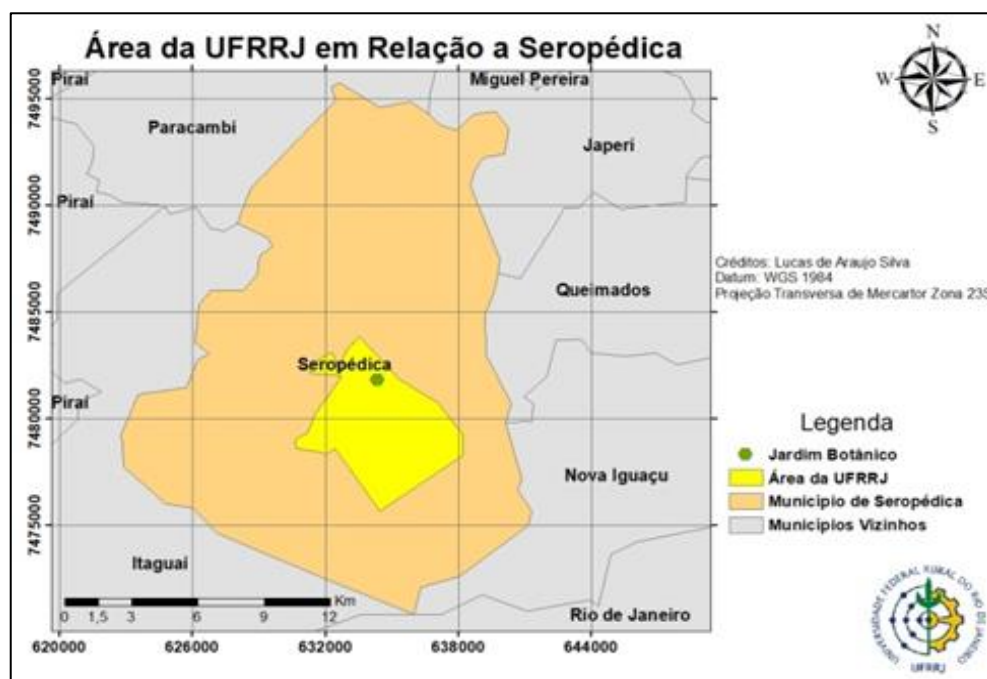 Área da UFRRJ em Relação a Seropédica
N
W E
S
Piraí
Miguel Pereira
Paracambí
Japerí
Piraí
Queimados
Seropédica
Piraí
Nova Iguaçu
Itaguaí
Rio de Janeiro
7495000
7490000
7485000
7480000
7475000
Km
0 1,5 3 6 9 12
620000 626000 632000 638000 644000
Créditos: Lucas de Araujo Silva
Datum: WGS 1984
Projeção Transversa de Mercartor Zona 23S
Legenda
Jardim Botânico
Área da UFRRJ
Município de Seropédica
Municípios Vizinhos
UNIVERSIDADE FEDERAL RURAL DO RIO DE JANEIRO
UFRRJ